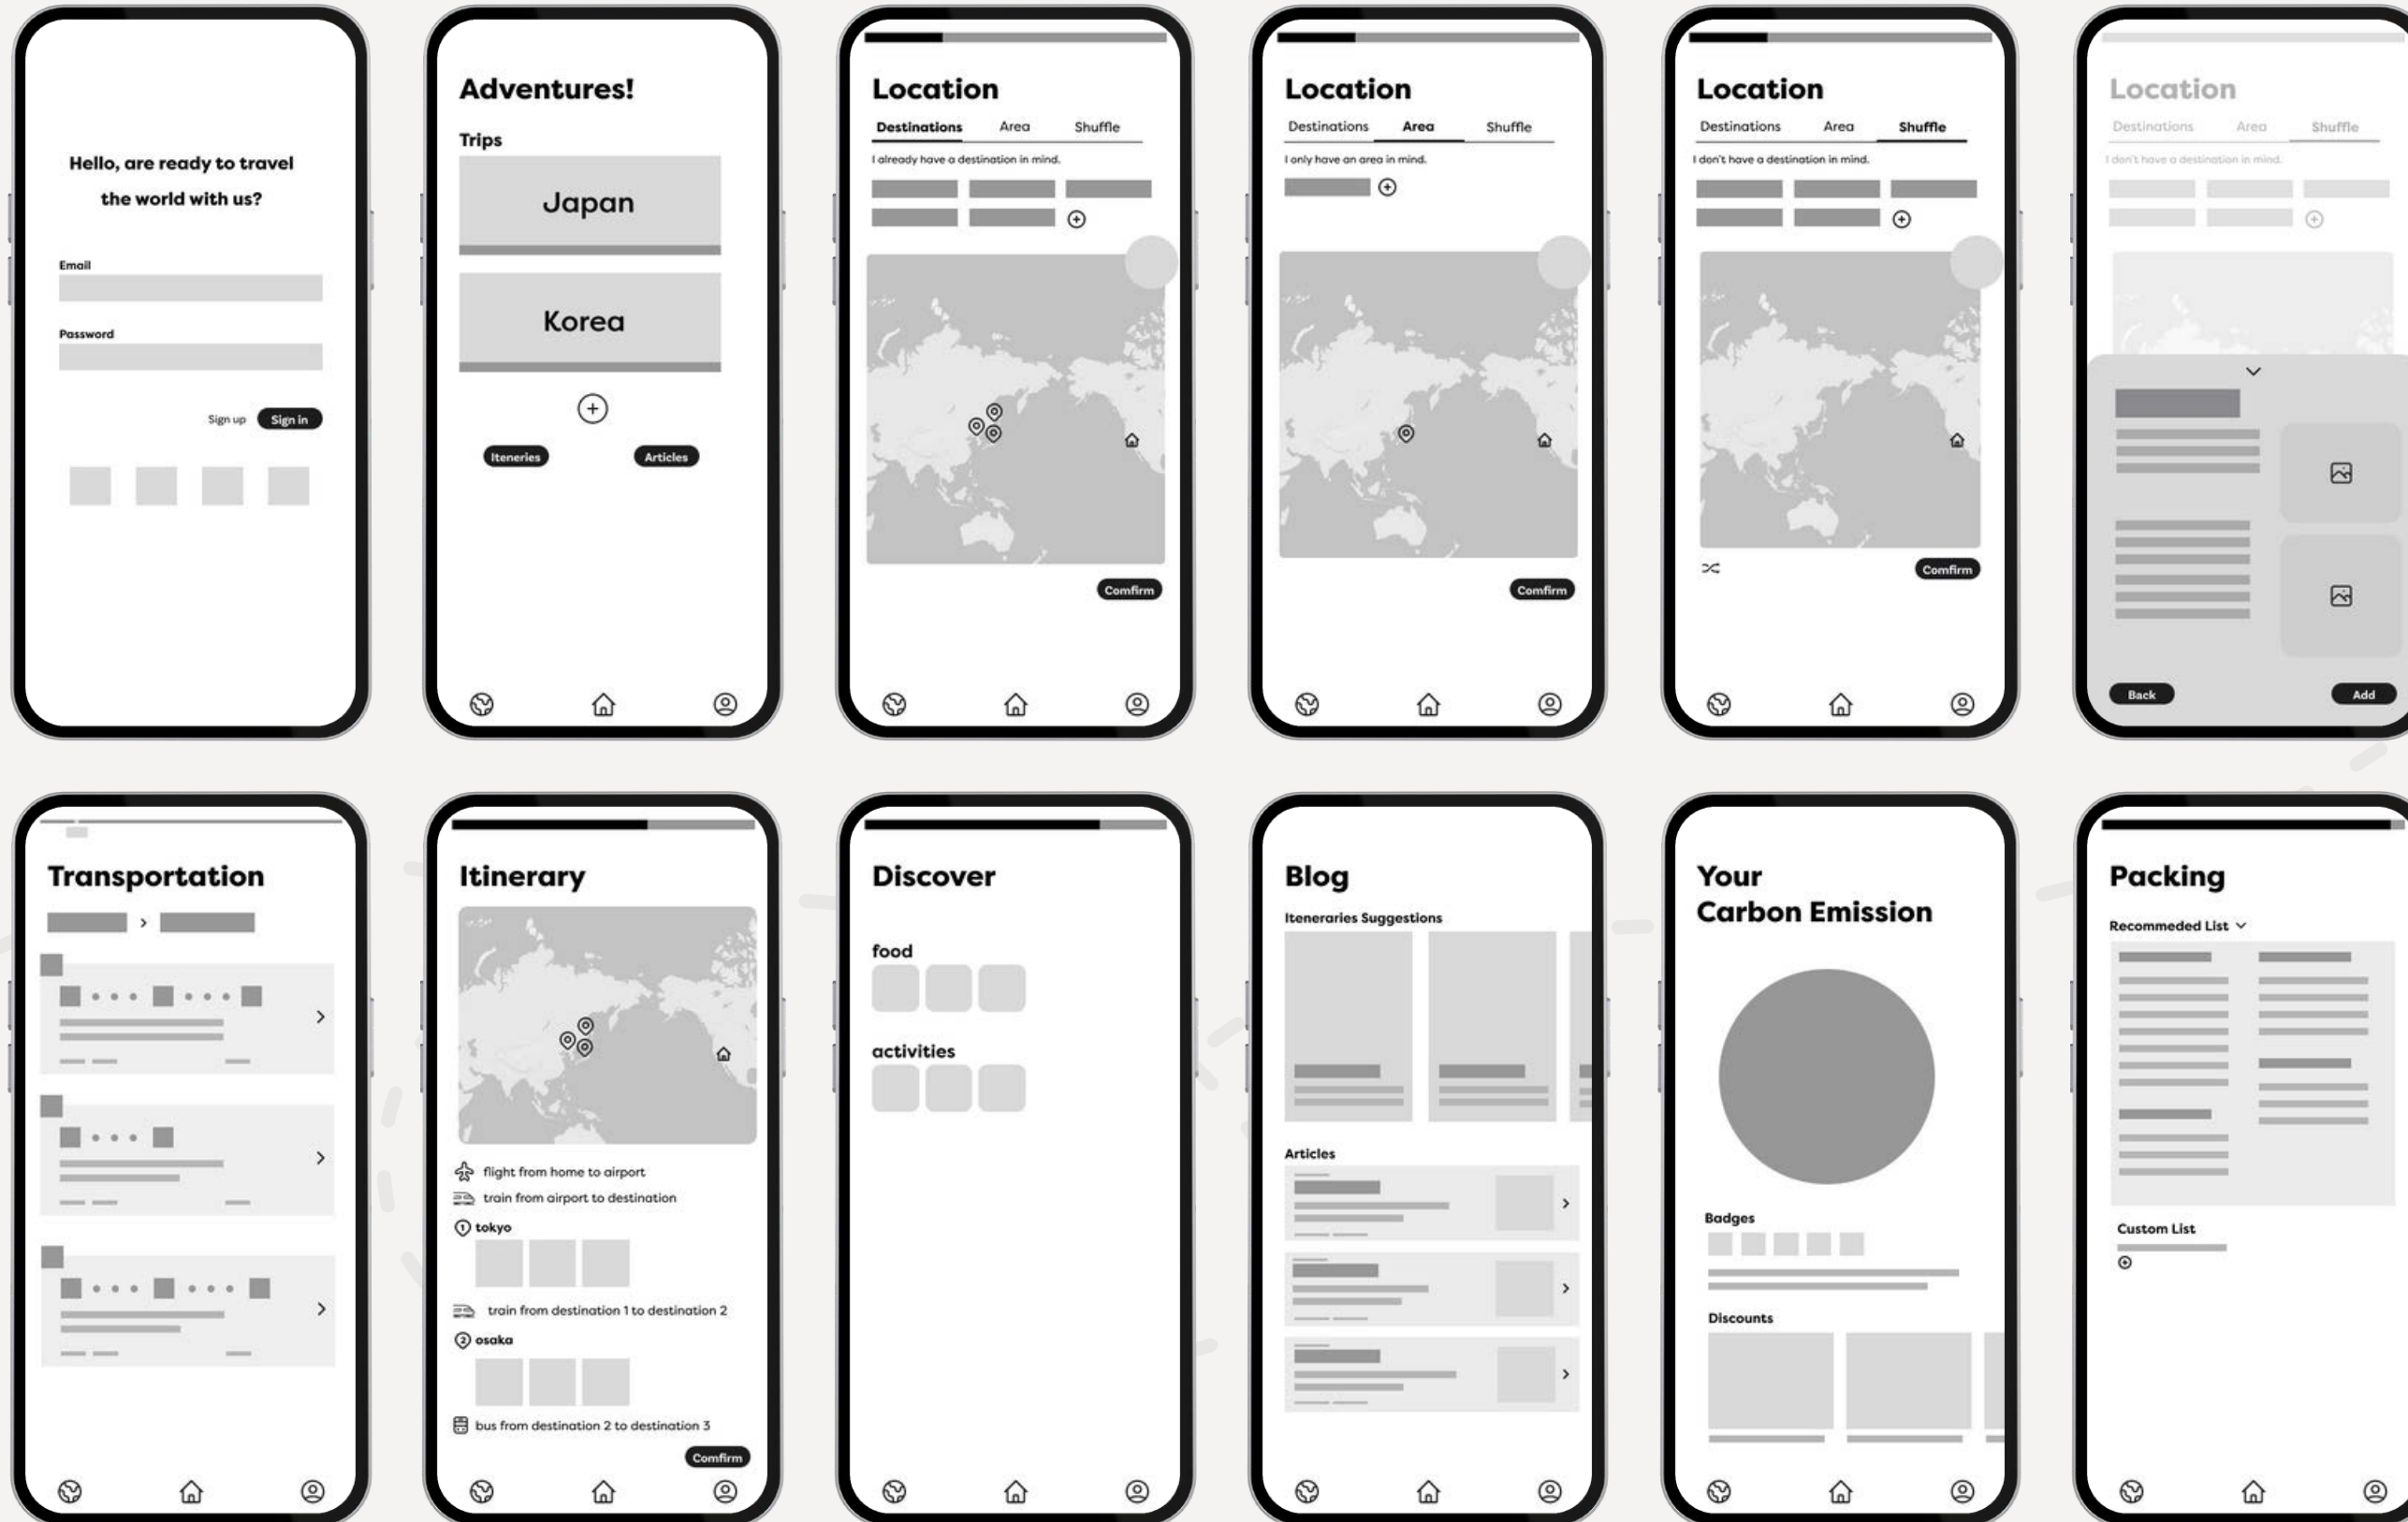 Hello, are ready to travel
the world with us?
Email
Password
Sign up
Sign in
Adventures!
Trips
Japan
Korea
Iteneries
Articles
Location
Destinations
Area
Shuffle
I already have a destination in mind.
Comfirm
Location
Destinations
Area
Shuffle
I only have an area in mind.
Comfirm
Location
Destinations
Area
Shuffle
I don't have a destination in mind.
Comfirm
Location
Destinations
Area
Shuffle
I don't have a destination in mind.
Back
Add
Transportation
Itinerary
flight from home to airport
train from airport to destination
1 tokyo
train from destination 1 to destination 2
2 osaka
bus from destination 2 to destination 3
Comfirm
Discover
food
activities
Blog
Iteneraries Suggestions
Articles
Your
Carbon Emission
Badges
Discounts
Packing
Recommeded List
Custom List